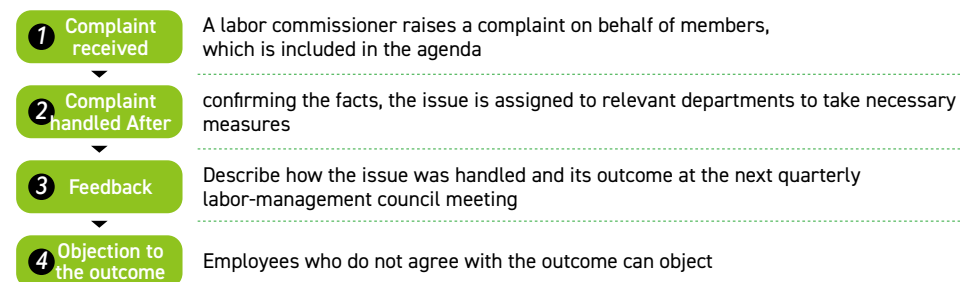 1 Complaint
received
A labor commissioner raises a complaint on behalf of members,
which is included in the agenda
2 Complaint
handled After
confirming the facts, the issue is assigned to relevant departments to take necessary
measures
3 Feedback
Describe how the issue was handled and its outcome at the next quarterly
labor-management council meeting
4 Objection to
the outcome
Employees who do not agree with the outcome can object